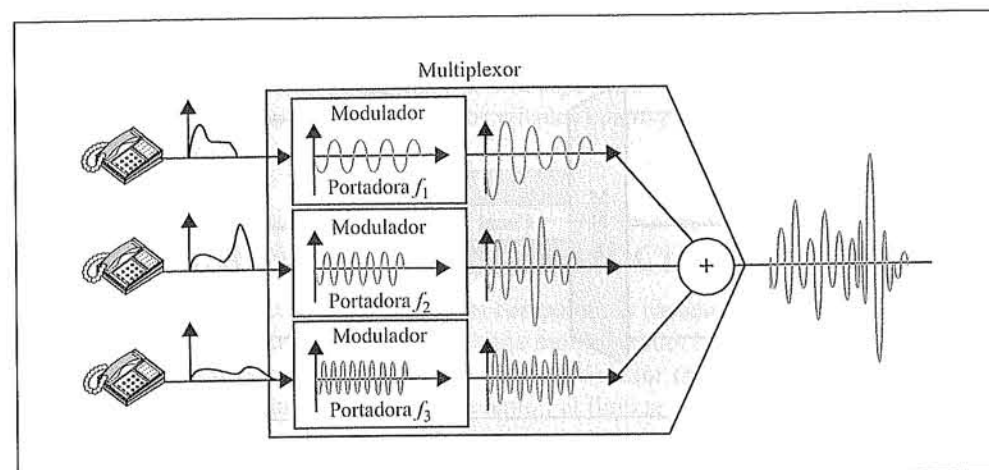 Multiplexor
Modulador
Portadora f₁
Modulador
Portadora f₂
Modulador
Portadora f₃
+